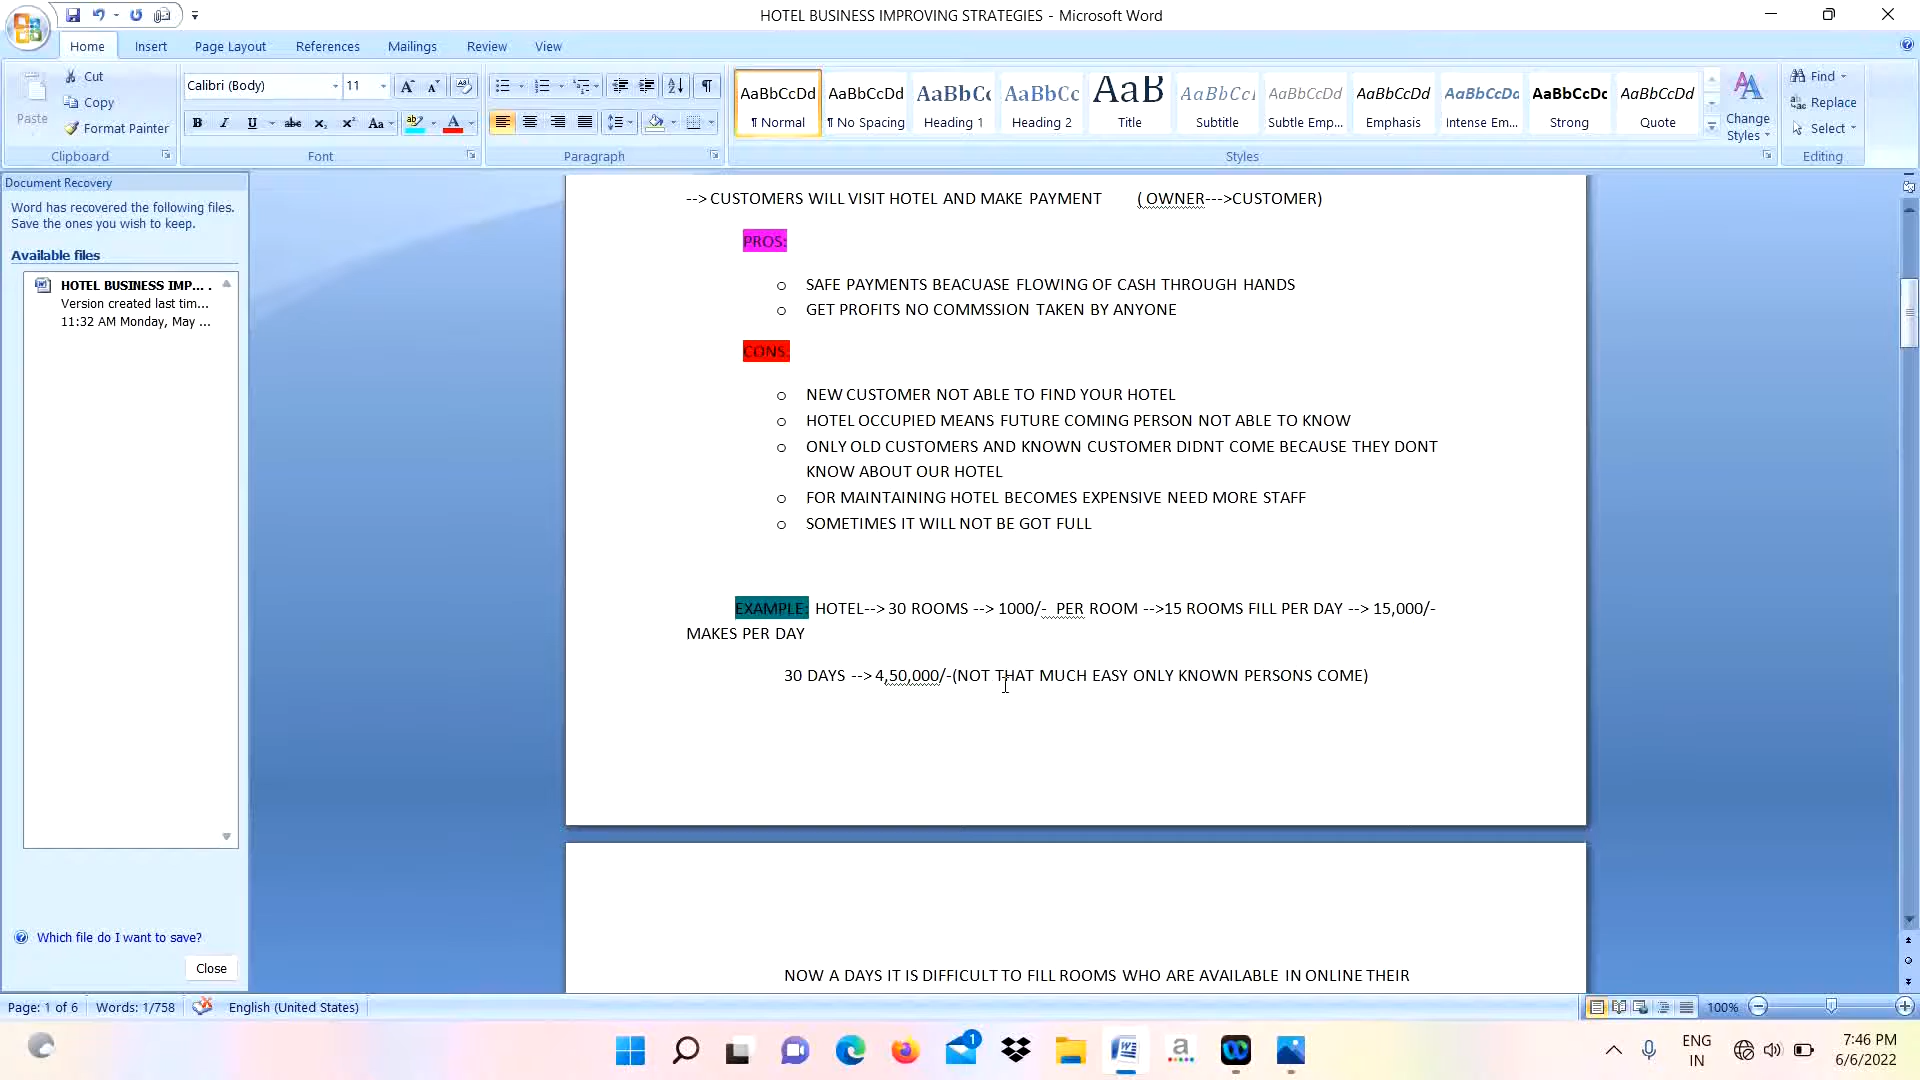 HOTEL BUSINESS IMPROVING STRATEGIES - Microsoft Word
Home Insert Page Layout References Mailings Review View
Paste
Cut
Copy
Format Painter
Clipboard
Calibri (Body) 11
Font
Paragraph
AaBbCcDd AaBbCcDd AaBbCc AaBbCc AaB AaBbCcI AaBbCcDd AaBbCcDd AaBbCcDd AaBbCcDc AaBbCcDd
¶ Normal ¶ No Spacing Heading 1 Heading 2 Title Subtitle Subtle Emp... Emphasis Intense Em... Strong Quote
Styles
Change Styles
Find
Replace
Select
Editing
Document Recovery
Word has recovered the following files.
Save the ones you wish to keep.
Available files
HOTEL BUSINESS IMP... .
Version created last tim...
11:32 AM Monday, May ...
Which file do I want to save?
Close
--> CUSTOMERS WILL VISIT HOTEL AND MAKE PAYMENT ( OWNER--->CUSTOMER)
PROS:
o SAFE PAYMENTS BEACUASE FLOWING OF CASH THROUGH HANDS
o GET PROFITS NO COMMSSION TAKEN BY ANYONE
CONS:
o NEW CUSTOMER NOT ABLE TO FIND YOUR HOTEL
o HOTEL OCCUPIED MEANS FUTURE COMING PERSON NOT ABLE TO KNOW
o ONLY OLD CUSTOMERS AND KNOWN CUSTOMER DIDNT COME BECAUSE THEY DONT
KNOW ABOUT OUR HOTEL
o FOR MAINTAINING HOTEL BECOMES EXPENSIVE NEED MORE STAFF
o SOMETIMES IT WILL NOT BE GOT FULL
EXAMPLE: HOTEL--> 30 ROOMS --> 1000/- PER ROOM -->15 ROOMS FILL PER DAY --> 15,000/-
MAKES PER DAY
30 DAYS --> 4,50,000/-(NOT THAT MUCH EASY ONLY KNOWN PERSONS COME)
NOW A DAYS IT IS DIFFICULT TO FILL ROOMS WHO ARE AVAILABLE IN ONLINE THEIR
Page: 1 of 6 Words: 1/758 English (United States) 100%
1
ENG
IN
7:46 PM
6/6/2022